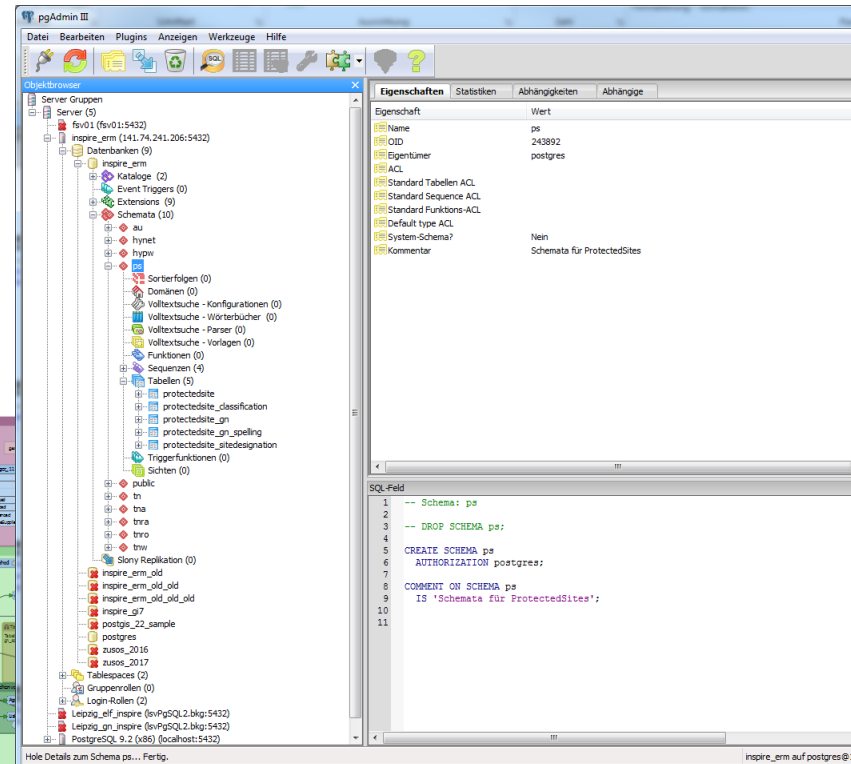 pgAdmin III
Datei Bearbeiten Plugins Anzeigen Werkzeuge Hilfe
SQL
Objektbrowser
Server Gruppen
Server (5)
fsv01 (fsv01:5432)
inspire_erm (141.74.241.206:5432)
Datenbanken (9)
inspire_erm
Kataloge (2)
Event Triggers (0)
Extensions (9)
Schemata (10)
au
hynet
hypw
ps
Sortierfolgen (0)
Domänen (0)
Volltextsuche - Konfigurationen (0)
Volltextsuche - Wörterbücher (0)
Volltextsuche - Parser (0)
Volltextsuche - Vorlagen (0)
Funktionen (0)
Sequenzen (4)
Tabellen (5)
protectedsite
protectedsite_classification
protectedsite_gn
protectedsite_gn_spelling
protectedsite_sitedesignation
Triggerfunktionen (0)
Sichten (0)
public
tn
tna
tnra
tnro
tnw
Slony Replikation (0)
inspire_erm_old
inspire_erm_old_old
inspire_erm_old_old_old
inspire_gi7
postgis_22_sample
postgres
zusos_2016
zusos_2017
Tablespaces (2)
Gruppenrollen (0)
Login-Rollen (2)
Leipzig_elf_inspire (lsvPgSQL2.bkg:5432)
Leipzig_gn_inspire (lsvPgSQL2.bkg:5432)
PostgreSQL 9.2 (x86) (localhost:5432)
Eigenschaften Statistiken Abhängigkeiten Abhängige
Eigenschaft Wert
Name ps
OID 243892
Eigentümer postgres
ACL
Standard Tabellen ACL
Standard Sequence ACL
Standard Funktions-ACL
Default type ACL
System-Schema? Nein
Kommentar Schemata für ProtectedSites
SQL-Feld
1 -- Schema: ps
2
3 -- DROP SCHEMA ps;
4
5 CREATE SCHEMA ps
6 AUTHORIZATION postgres;
7
8 COMMENT ON SCHEMA ps
9 IS 'Schemata für ProtectedSites';
10
11
Hole Details zum Schema ps... Fertig.
inspire_erm auf postgres@